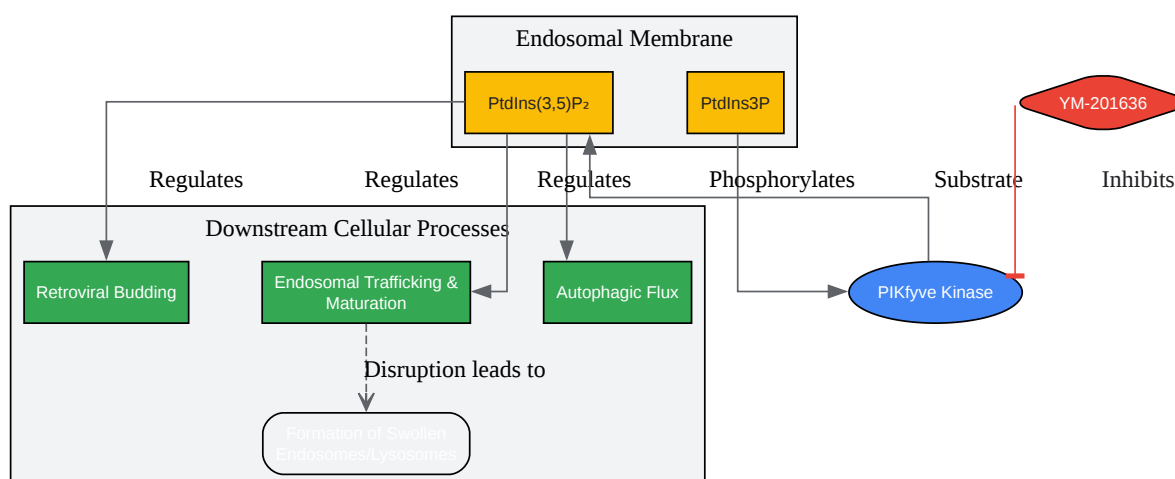 Endosomal Membrane
PtdIns(3,5)P₂
PtdIns3P
YM-201636
Regulates
Regulates
Regulates
Phosphorylates
Substrate
Inhibits
Downstream Cellular Processes
Retroviral Budding
Endosomal Trafficking &
Maturation
Autophagic Flux
PIKfyve Kinase
Disruption leads to
Formation of Swollen
Endosomes/Lysosomes